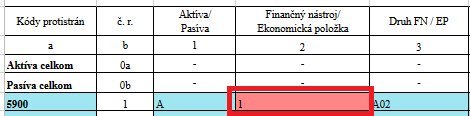 Kódy protistrán č. r. Aktíva/ Pasíva Finančný nástroj/ Ekonomická položka Druh FN / EP
a b 1 2 3
Aktíva celkom 0a - - -
Pasíva celkom 0b - - -
5900 1 A 1 A02